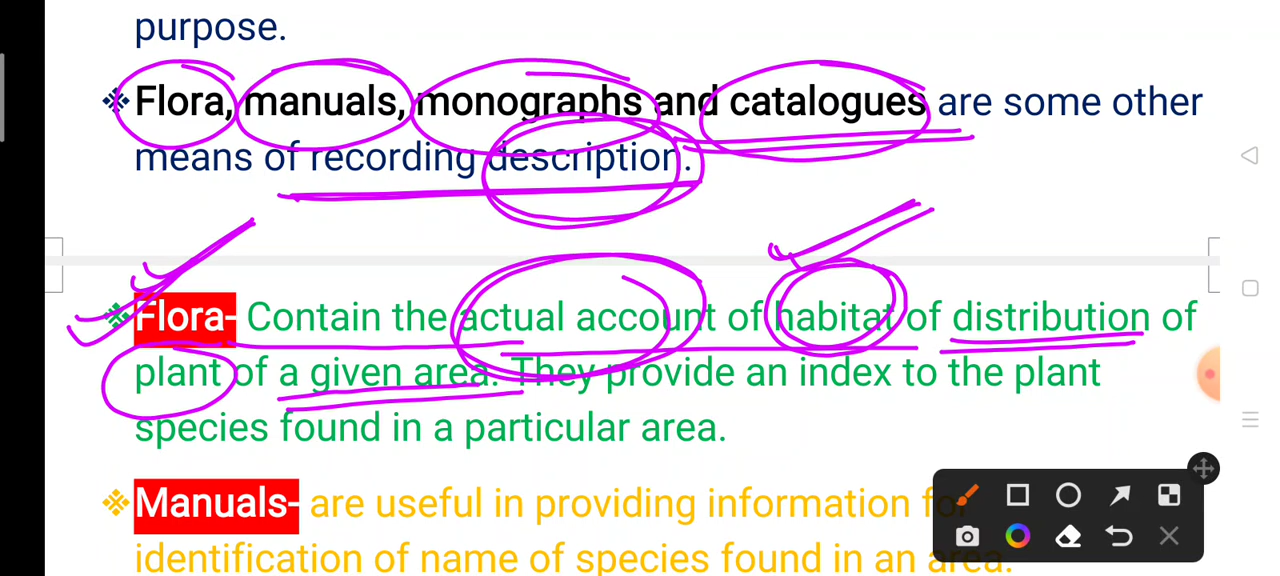 purpose.
Flora, manuals, monographs and catalogues are some other
means of recording description.
Flora- Contain the actual account of habitat of distribution of
plant of a given area. They provide an index to the plant
species found in a particular area.
Manuals- are useful in providing information for
identification of name of species found in an area.